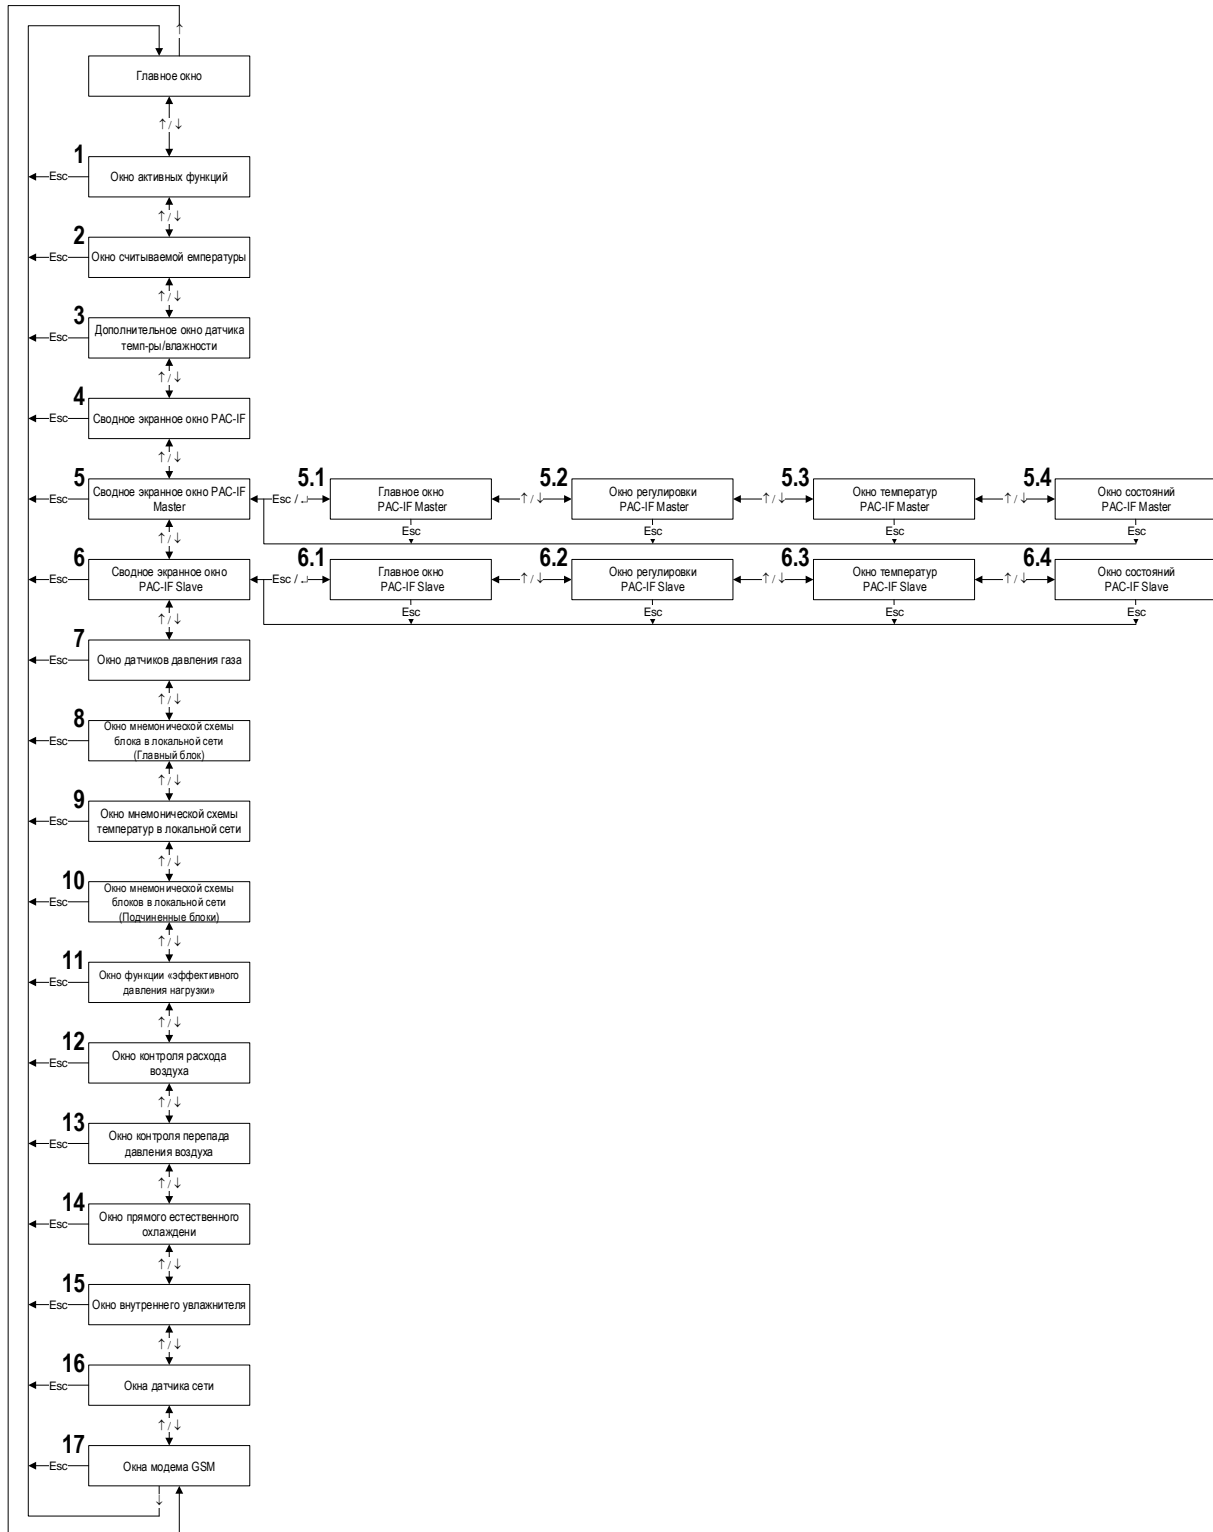 ↑
Главное окно
↑ / ↓
1
Esc
Окно активных функций
↑ / ↓
2
Esc
Окно считываемой емпературы
↑ / ↓
3
Esc
Дополнительное окно датчика
темп-ры/влажности
↑ / ↓
4
Esc
Сводное экранное окно PAC-IF
↑ / ↓
5
Esc
Сводное экранное окно PAC-IF
Master
Esc / ↵
5.1
Главное окно
PAC-IF Master
Esc
↑ / ↓
5.2
Окно регулировки
PAC-IF Master
Esc
↑ / ↓
5.3
Окно температур
PAC-IF Master
Esc
↑ / ↓
5.4
Окно состояний
PAC-IF Master
Esc
↑ / ↓
6
Esc
Сводное экранное окно
PAC-IF Slave
Esc / ↵
6.1
Главное окно
PAC-IF Slave
Esc
↑ / ↓
6.2
Окно регулировки
PAC-IF Slave
Esc
↑ / ↓
6.3
Окно температур
PAC-IF Slave
Esc
↑ / ↓
6.4
Окно состояний
PAC-IF Slave
Esc
↑ / ↓
7
Esc
Окно датчиков давления газа
↑ / ↓
8
Esc
Окно мнемонической схемы
блока в локальной сети
(Главный блок)
↑ / ↓
9
Esc
Окно мнемонической схемы
температур в локальной сети
↑ / ↓
10
Esc
Окно мнемонической схемы
блоков в локальной сети
(Подчиненные блоки)
↑ / ↓
11
Esc
Окно функции «эффективного
давления нагрузки»
↑ / ↓
12
Esc
Окно контроля расхода
воздуха
↑ / ↓
13
Esc
Окно контроля перепада
давления воздуха
↑ / ↓
14
Esc
Окно прямого естественного
охлаждени
↑ / ↓
15
Esc
Окно внутреннего увлажнителя
↑ / ↓
16
Esc
Окна датчика сети
↑ / ↓
17
Esc
Окна модема GSM
↓